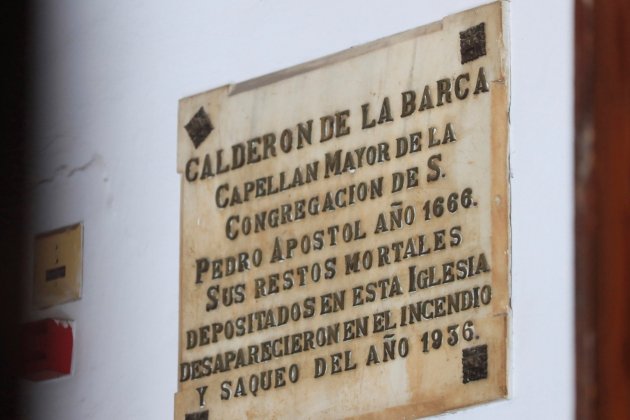 CALDERON DE LA BARCA
CAPELLAN MAYOR DE LA
CONGREGACION DE S.
PEDRO APOSTOL AÑO 1666.
SUS RESTOS MORTALES
DEPOSITADOS EN ESTA IGLESIA
DESAPARECIERON EN EL INCENDIO
Y SAQUEO DEL AÑO 1936.